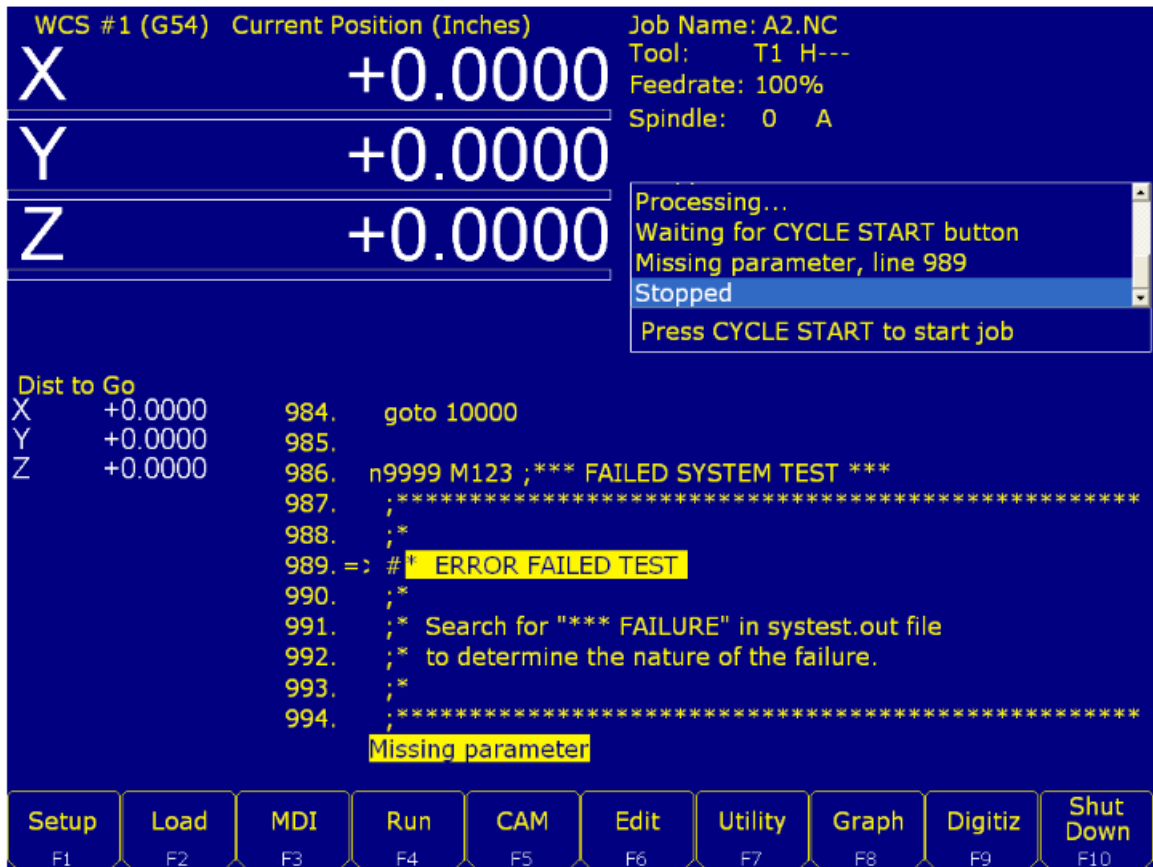 WCS #1 (G54) Current Position (Inches)
X +0.0000
Y +0.0000
Z +0.0000
Job Name: A2.NC
Tool: T1 H---
Feedrate: 100%
Spindle: 0 A
Processing...
Waiting for CYCLE START button
Missing parameter, line 989
Stopped
Press CYCLE START to start job
Dist to Go
X +0.0000
Y +0.0000
Z +0.0000
984. goto 10000
985.
986. n9999 M123 ;*** FAILED SYSTEM TEST ***
987. ;***************************************************
988. ;*
989. => #* ERROR FAILED TEST
990. ;*
991. ;* Search for "*** FAILURE" in systest.out file
992. ;* to determine the nature of the failure.
993. ;*
994. ;***************************************************
Missing parameter
Setup Load MDI Run CAM Edit Utility Graph Digitiz Shut Down
F1 F2 F3 F4 F5 F6 F7 F8 F9 F10